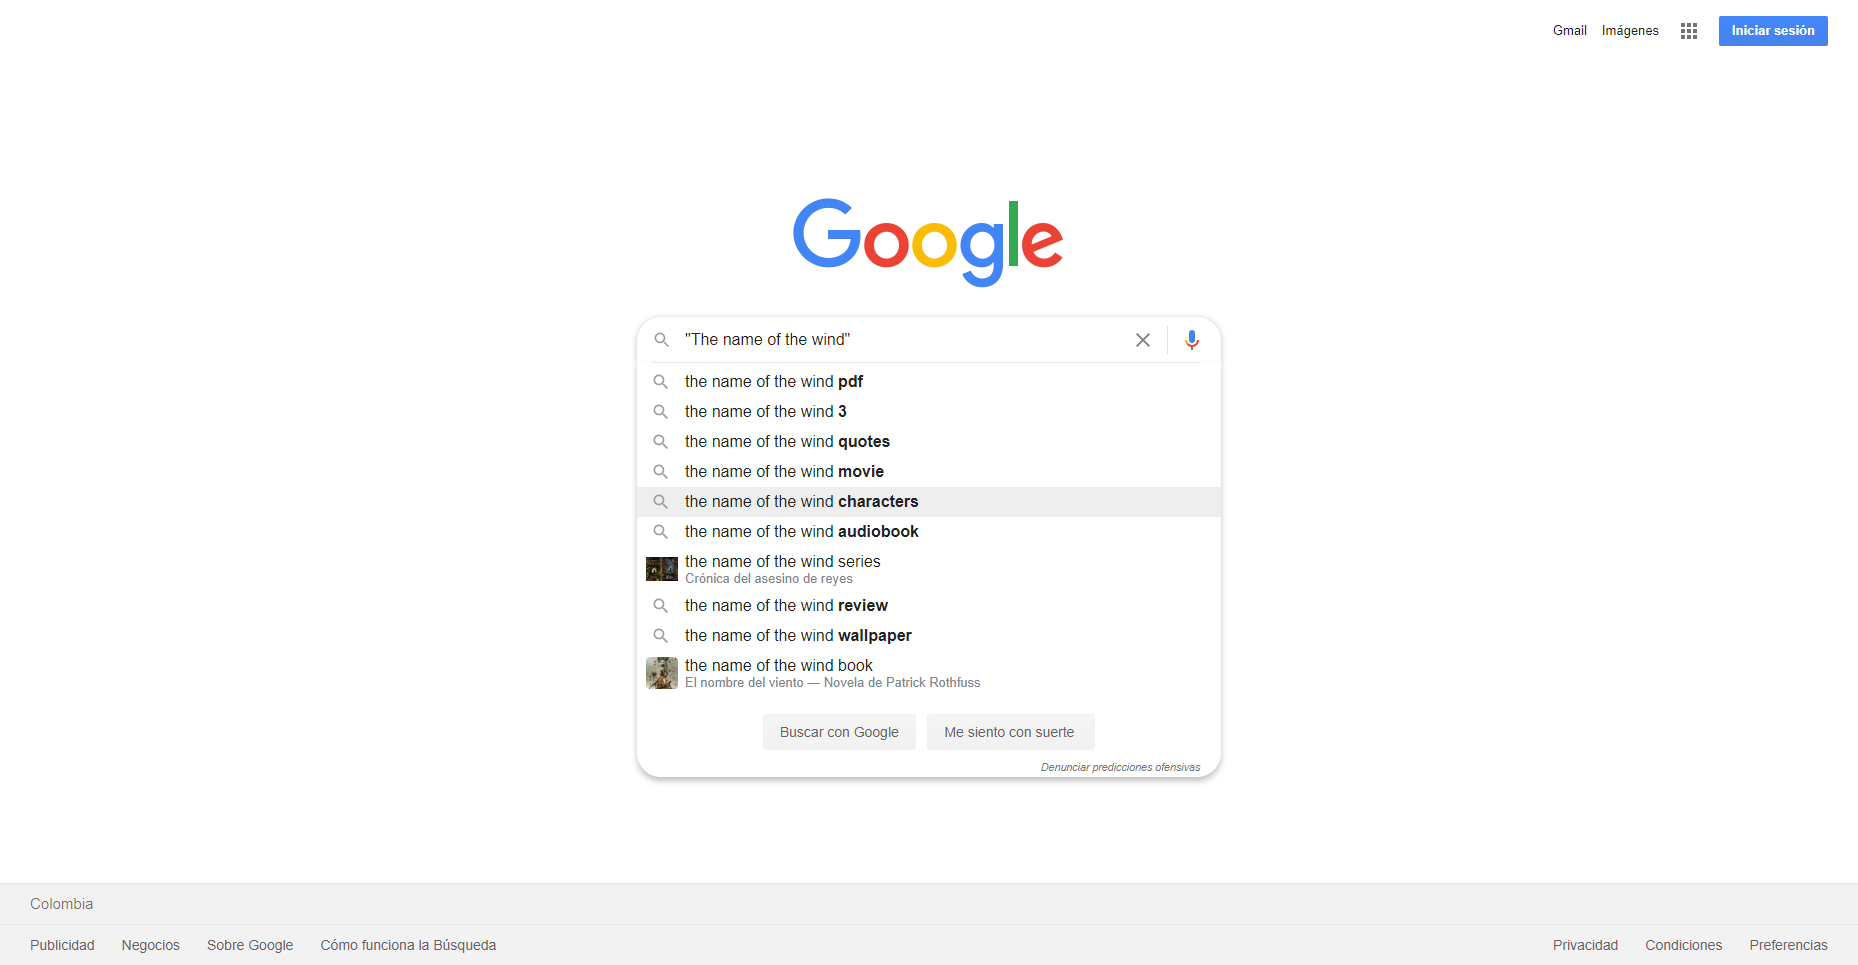 Gmail Imágenes Iniciar sesión
Google
"The name of the wind"
the name of the wind pdf
the name of the wind 3
the name of the wind quotes
the name of the wind movie
the name of the wind characters
the name of the wind audiobook
the name of the wind series
Crónica del asesino de reyes
the name of the wind review
the name of the wind wallpaper
the name of the wind book
El nombre del viento — Novela de Patrick Rothfuss
Buscar con Google Me siento con suerte
Denunciar predicciones ofensivas
Colombia
Publicidad Negocios Sobre Google Cómo funciona la Búsqueda Privacidad Condiciones Preferencias